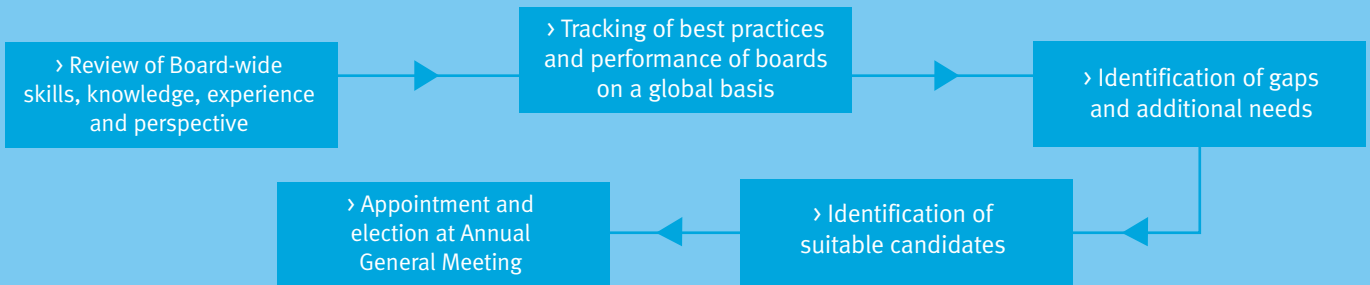 › Review of Board-wide
skills, knowledge, experience
and perspective
› Tracking of best practices
and performance of boards
on a global basis
› Identification of gaps
and additional needs
› Identification of
suitable candidates
› Appointment and
election at Annual
General Meeting